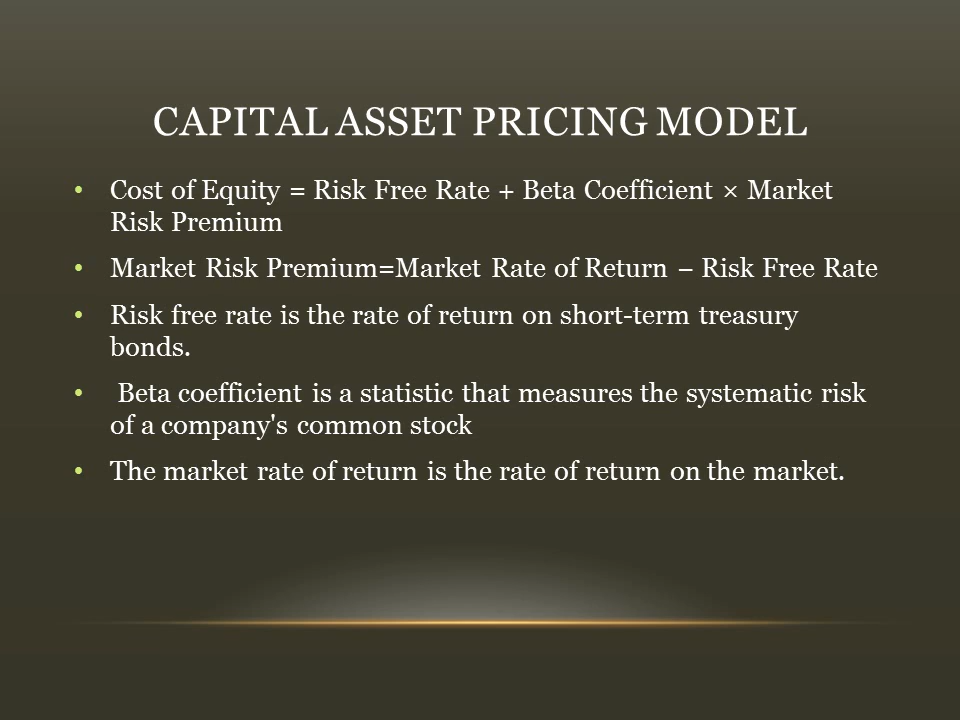 CAPITAL ASSET PRICING MODEL
• Cost of Equity = Risk Free Rate + Beta Coefficient × Market
Risk Premium
• Market Risk Premium=Market Rate of Return – Risk Free Rate
• Risk free rate is the rate of return on short-term treasury
bonds.
• Beta coefficient is a statistic that measures the systematic risk
of a company's common stock
• The market rate of return is the rate of return on the market.